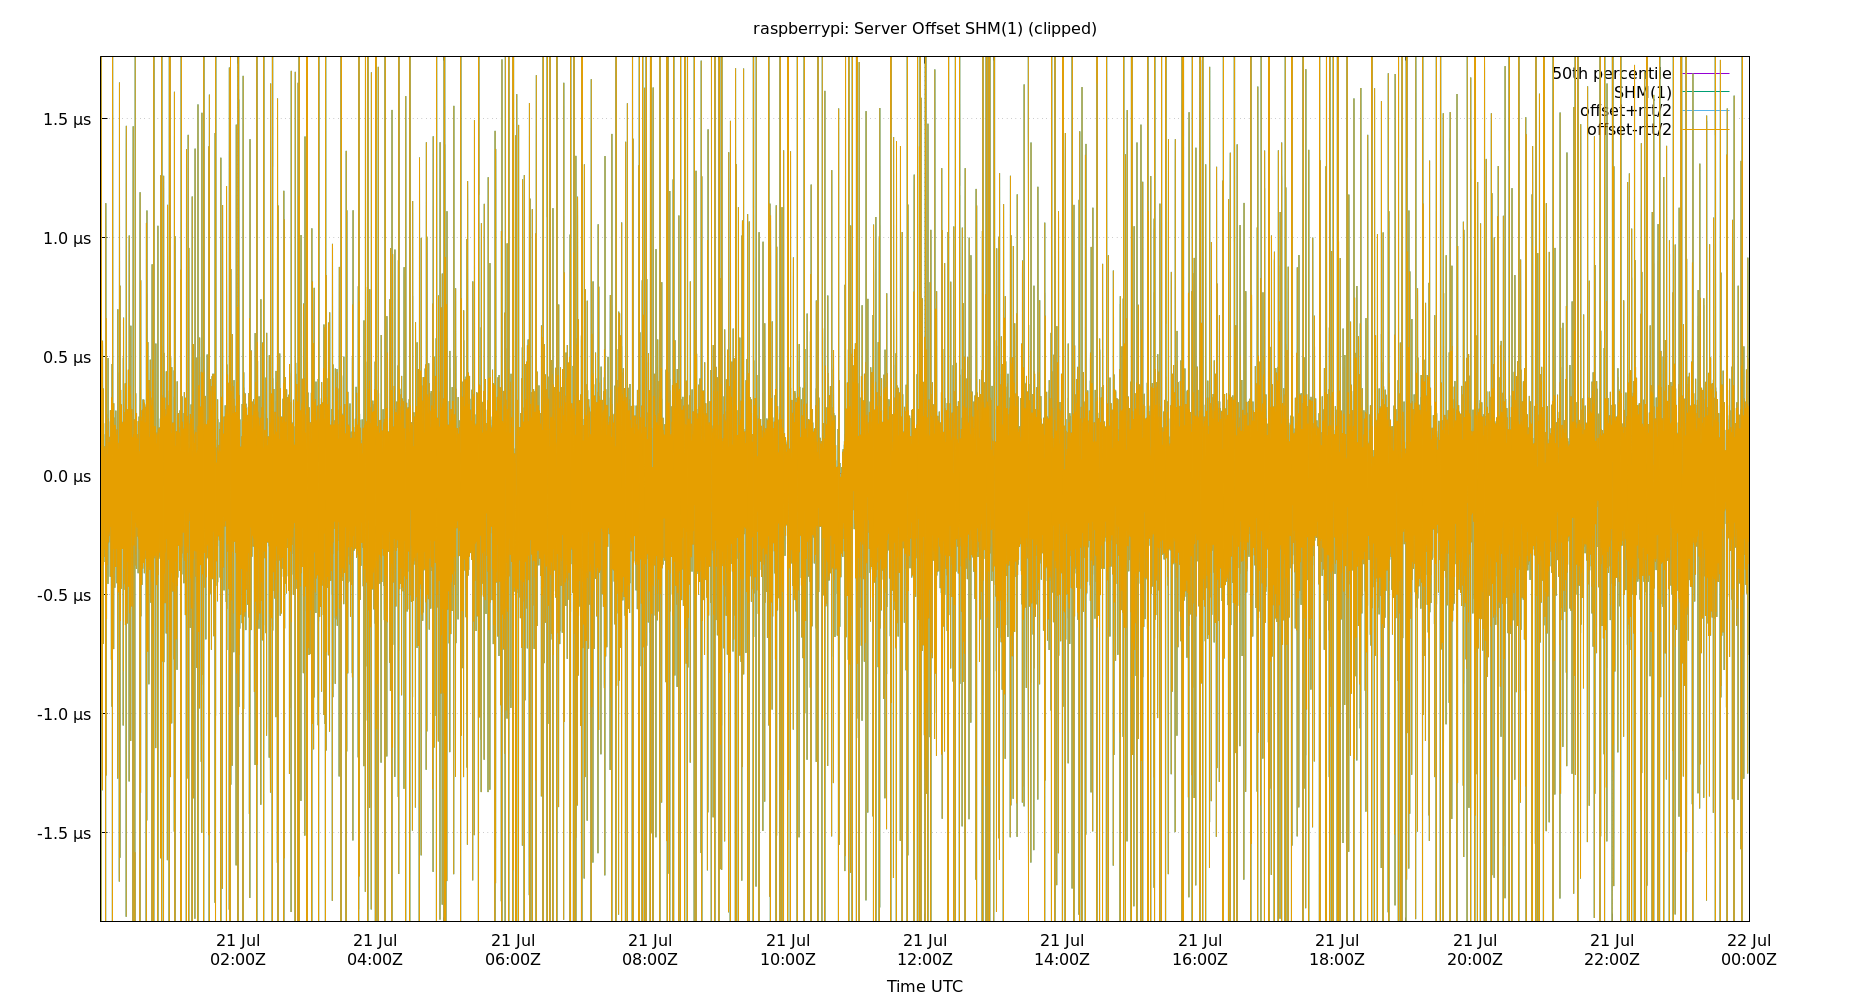 raspberrypi: Server Offset SHM(1) (clipped)
50th percentile
SHM(1)
offset+rtt/2
offset-rtt/2
1.5 µs
1.0 µs
0.5 µs
0.0 µs
-0.5 µs
-1.0 µs
-1.5 µs
21 Jul 21 Jul 21 Jul 21 Jul 21 Jul 21 Jul 21 Jul 21 Jul 21 Jul 21 Jul 21 Jul 22 Jul
02:00Z 04:00Z 06:00Z 08:00Z 10:00Z 12:00Z 14:00Z 16:00Z 18:00Z 20:00Z 22:00Z 00:00Z
Time UTC